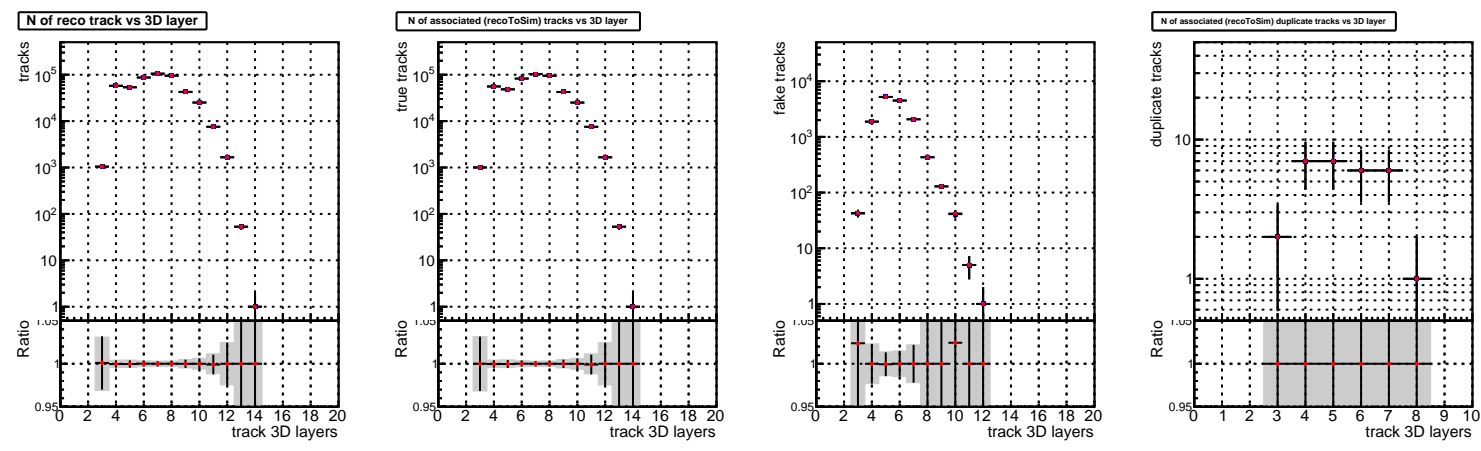 N of reco track vs 3D layer
tracks
10^5
10^4
10^3
10^2
10
1
Ratio
1.05
1
0.95
0 2 4 6 8 10 12 14 16 18 20
track 3D layers
N of associated (recoToSim) tracks vs 3D layer
true tracks
10^5
10^4
10^3
10^2
10
1
Ratio
1.05
1
0.95
0 2 4 6 8 10 12 14 16 18 20
track 3D layers
fake tracks
10^4
10^3
10^2
10
1
Ratio
1.05
1
0.95
0 2 4 6 8 10 12 14 16 18 20
track 3D layers
N of associated (recoToSim) duplicate tracks vs 3D layer
duplicate tracks
10
1
Ratio
1.05
1
0.95
0 1 2 3 4 5 6 7 8 9 10
track 3D layers